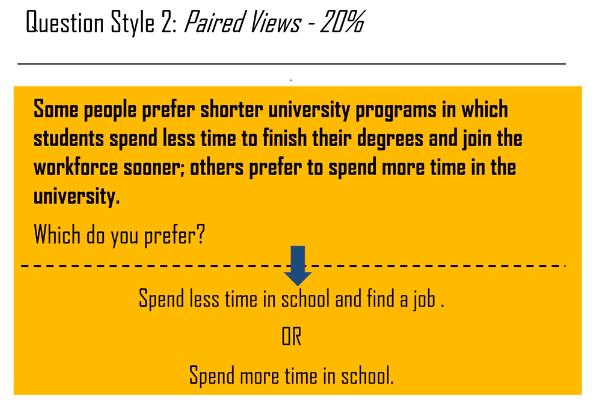 Question Style 2: Paired Views - 20%
Some people prefer shorter university programs in which
students spend less time to finish their degrees and join the
workforce sooner; others prefer to spend more time in the
university.
Which do you prefer?
Spend less time in school and find a job .
OR
Spend more time in school.